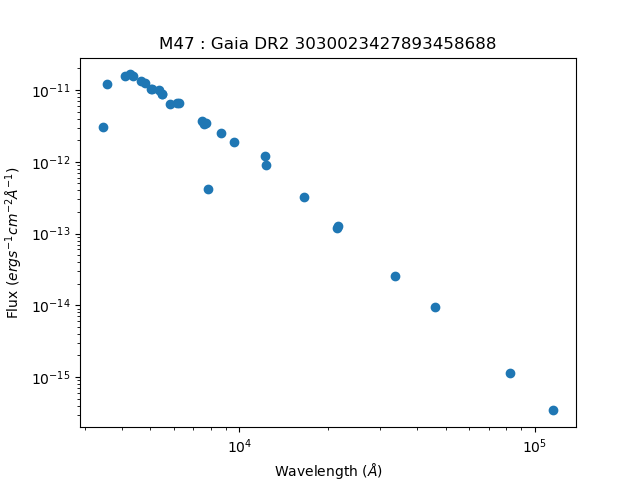 M47 : Gaia DR2 3030023427893458688
10⁻¹¹
10⁻¹²
10⁻¹³
10⁻¹⁴
10⁻¹⁵
Flux (ergs⁻¹cm⁻²Å⁻¹)
10⁴ 10⁵
Wavelength (Å)